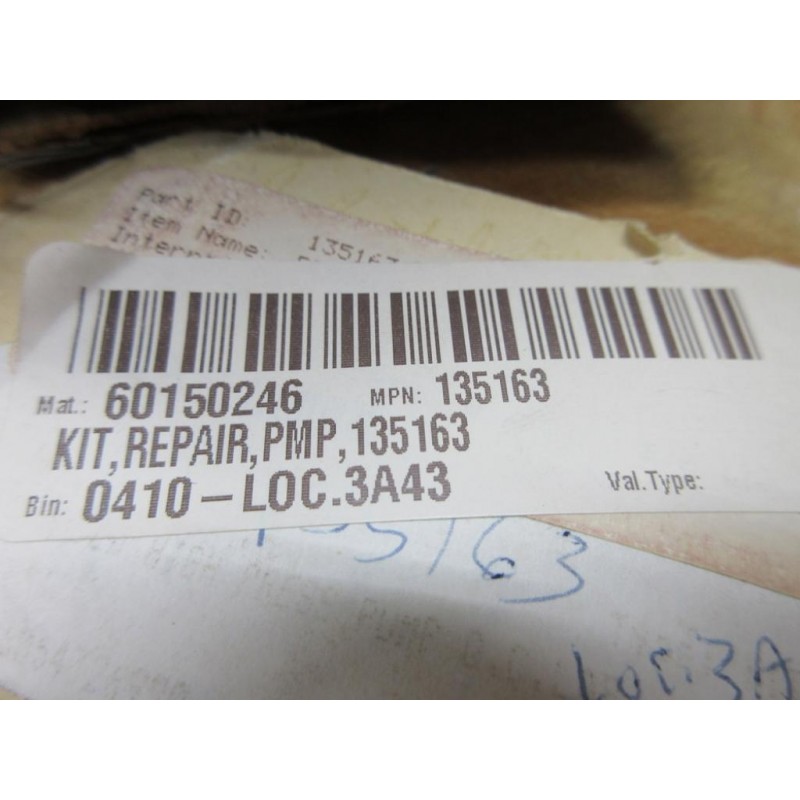 Part ID:
Item Name: 135163
Mat.: 60150246 MPN: 135163
KIT,REPAIR,PMP,135163
Bin: 0410-LOC.3A43 Val.Type:
135163
PUMP
LOC.3A